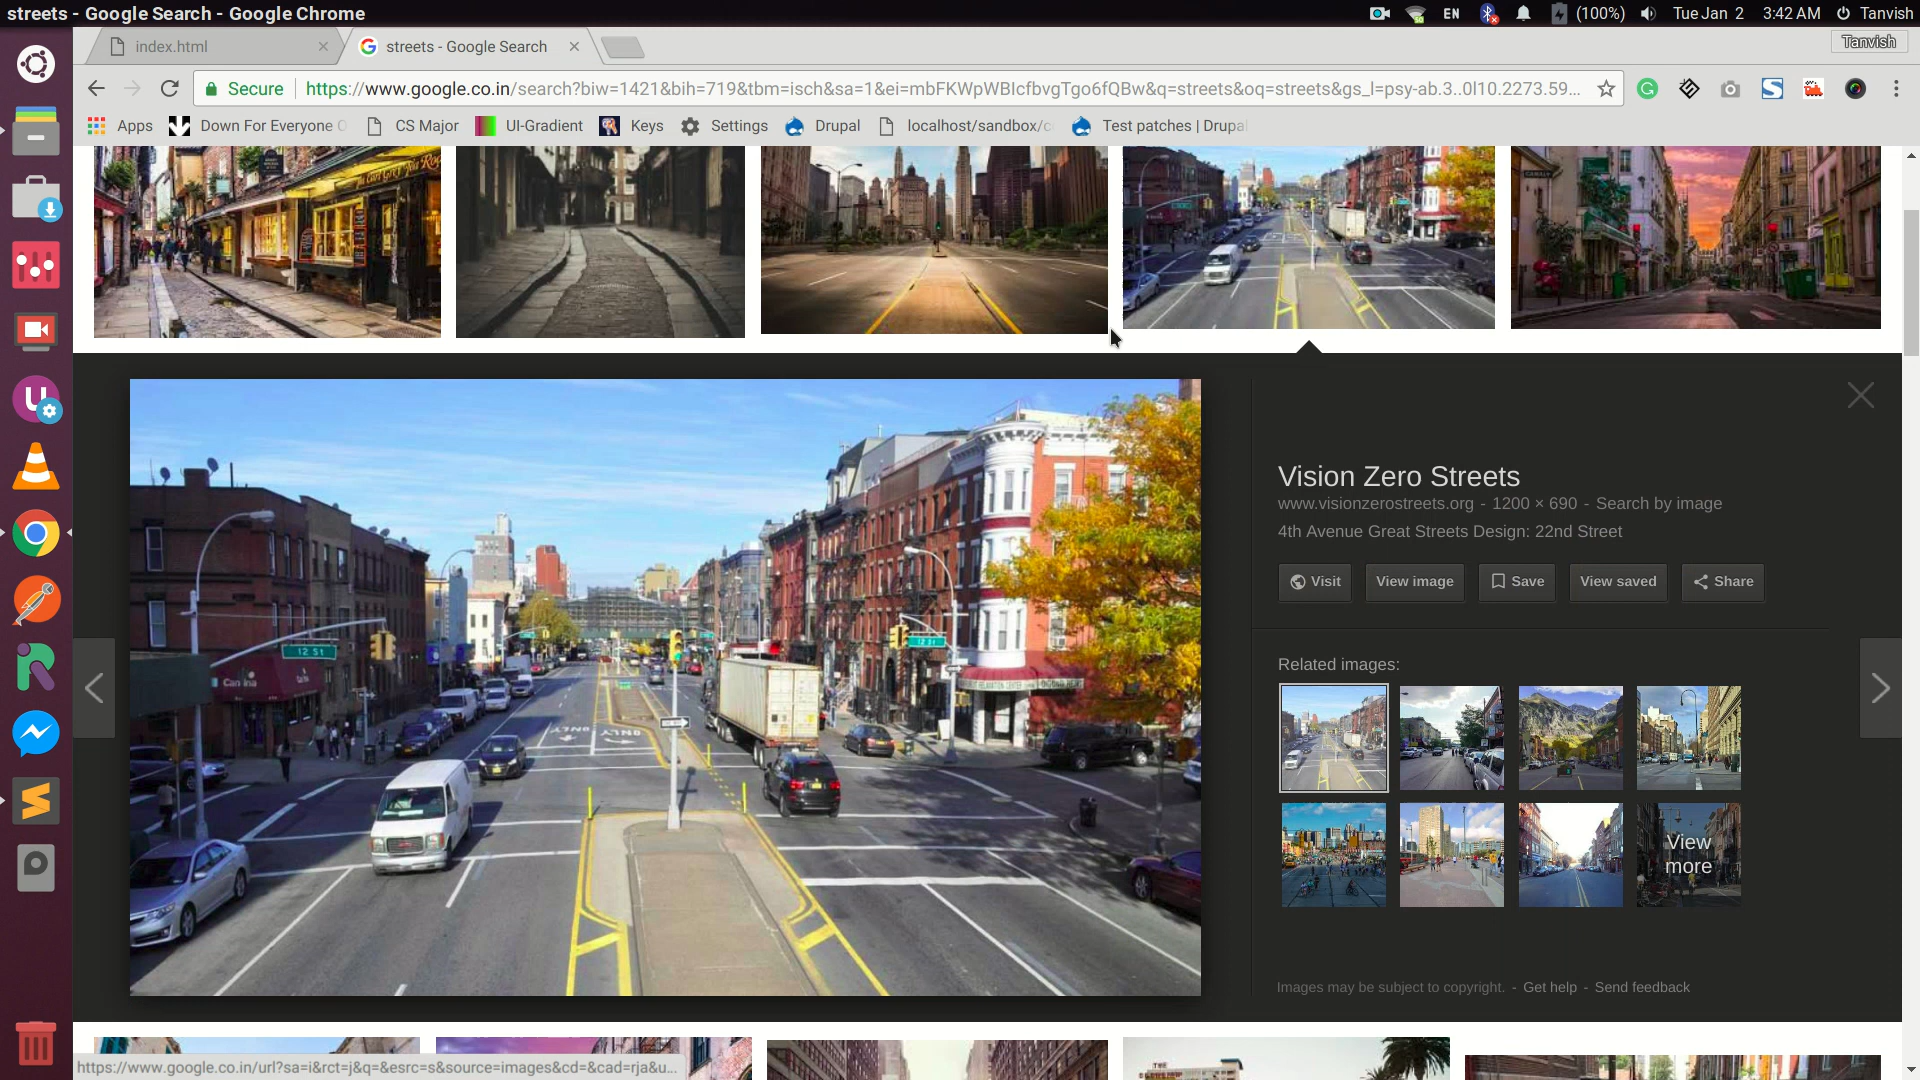 streets - Google Search - Google Chrome
EN
(100%)
Tue Jan 2
3:42 AM
Tanvish
index.html
streets - Google Search
Tanvish
Secure
https://www.google.co.in/search?biw=1421&bih=719&tbm=isch&sa=1&ei=mbFKWpWBIcfbvgTgo6fQBw&q=streets&oq=streets&gs_l=psy-ab.3..0l10.2273.59...
Apps
Down For Everyone O
CS Major
UI-Gradient
Keys
Settings
Drupal
localhost/sandbox/c
Test patches | Drupal
12 St
12 St
ONLY
ONLY
Vision Zero Streets
www.visionzerostreets.org - 1200 × 690 - Search by image
4th Avenue Great Streets Design: 22nd Street
Visit
View image
Save
View saved
Share
Related images:
View
more
Images may be subject to copyright. - Get help - Send feedback
https://www.google.co.in/url?sa=i&rct=j&q=&esrc=s&source=images&cd=&cad=rja&u...